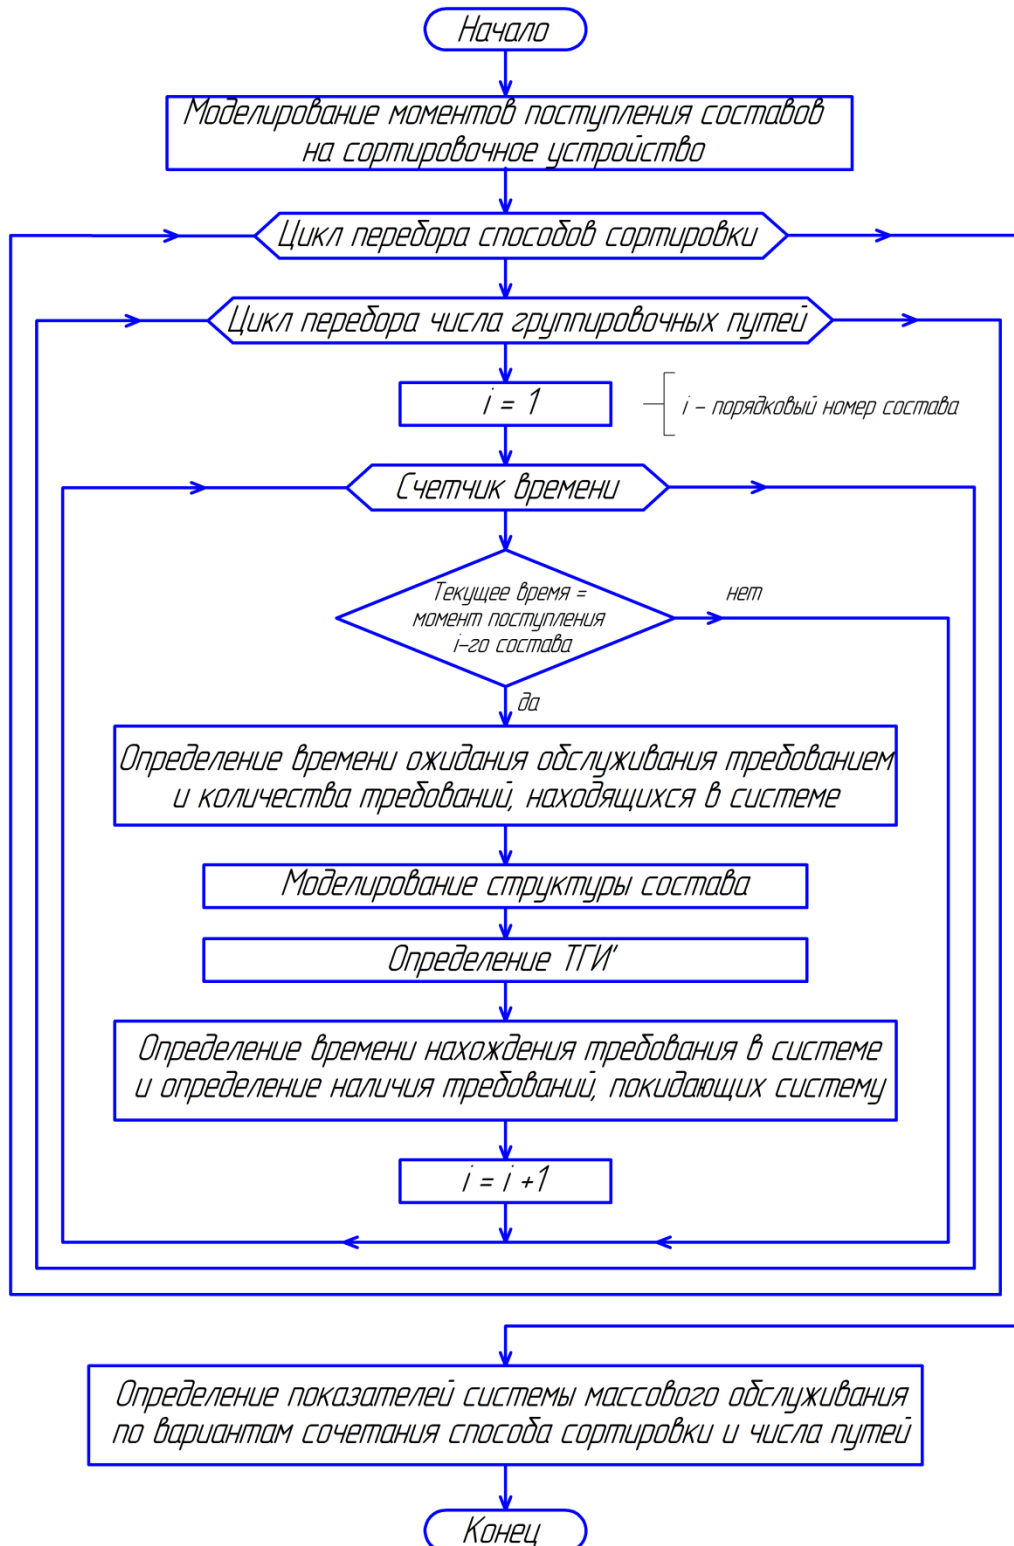 Начало
Моделирование моментов поступления составов
на сортировочное устройство
Цикл перебора способов сортировки
Цикл перебора числа группировочных путей
i = 1
i – порядковый номер состава
Счетчик времени
Текущее время =
момент поступления
i-го состава
нет
да
Определение времени ожидания обслуживания требованием
и количества требований, находящихся в системе
Моделирование структуры состава
Определение ТГИ'
Определение времени нахождения требования в системе
и определение наличия требований, покидающих систему
i = i +1
Определение показателей системы массового обслуживания
по вариантам сочетания способа сортировки и числа путей
Конец